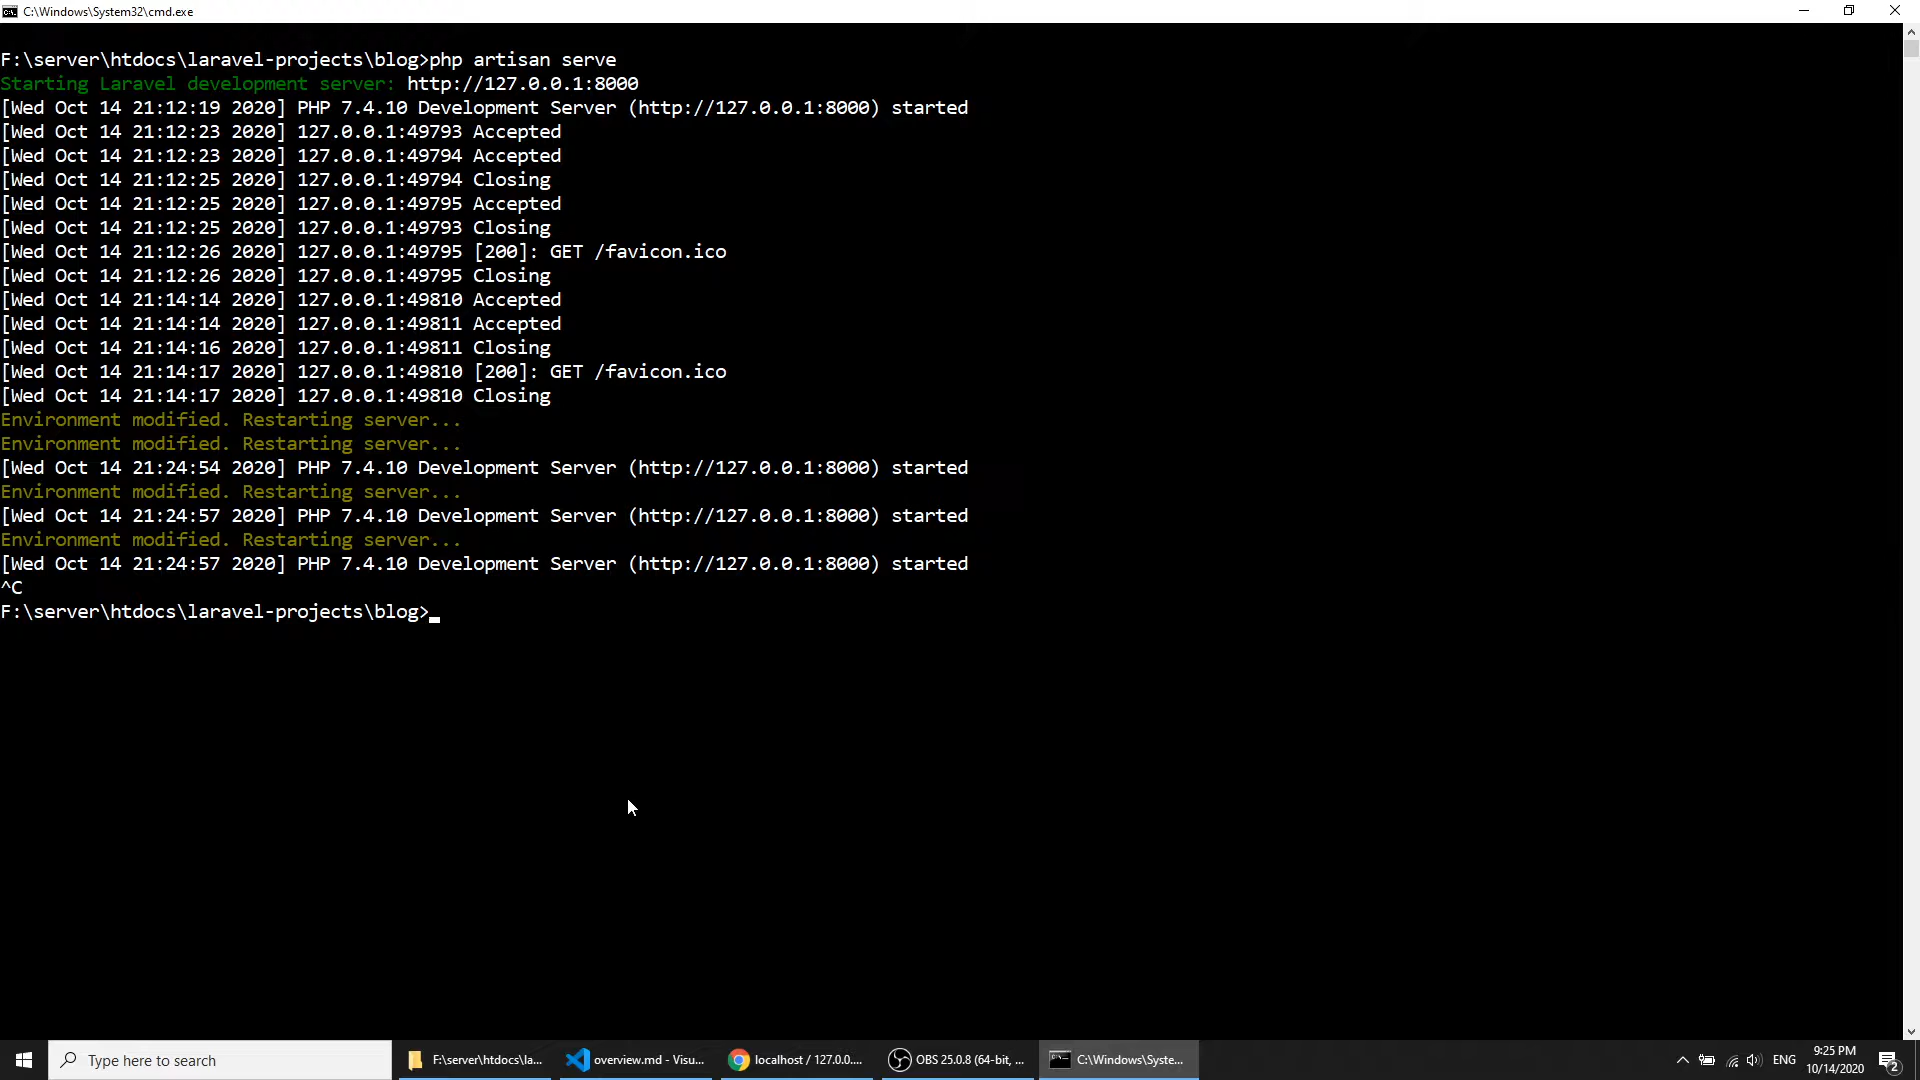 C:\Windows\System32\cmd.exe
F:\server\htdocs\laravel-projects\blog>php artisan serve
Starting Laravel development server: http://127.0.0.1:8000
[Wed Oct 14 21:12:19 2020] PHP 7.4.10 Development Server (http://127.0.0.1:8000) started
[Wed Oct 14 21:12:23 2020] 127.0.0.1:49793 Accepted
[Wed Oct 14 21:12:23 2020] 127.0.0.1:49794 Accepted
[Wed Oct 14 21:12:25 2020] 127.0.0.1:49794 Closing
[Wed Oct 14 21:12:25 2020] 127.0.0.1:49795 Accepted
[Wed Oct 14 21:12:25 2020] 127.0.0.1:49793 Closing
[Wed Oct 14 21:12:26 2020] 127.0.0.1:49795 [200]: GET /favicon.ico
[Wed Oct 14 21:12:26 2020] 127.0.0.1:49795 Closing
[Wed Oct 14 21:14:14 2020] 127.0.0.1:49810 Accepted
[Wed Oct 14 21:14:14 2020] 127.0.0.1:49811 Accepted
[Wed Oct 14 21:14:16 2020] 127.0.0.1:49811 Closing
[Wed Oct 14 21:14:17 2020] 127.0.0.1:49810 [200]: GET /favicon.ico
[Wed Oct 14 21:14:17 2020] 127.0.0.1:49810 Closing
Environment modified. Restarting server...
Environment modified. Restarting server...
[Wed Oct 14 21:24:54 2020] PHP 7.4.10 Development Server (http://127.0.0.1:8000) started
Environment modified. Restarting server...
[Wed Oct 14 21:24:57 2020] PHP 7.4.10 Development Server (http://127.0.0.1:8000) started
Environment modified. Restarting server...
[Wed Oct 14 21:24:57 2020] PHP 7.4.10 Development Server (http://127.0.0.1:8000) started
^C
F:\server\htdocs\laravel-projects\blog>
Type here to search
F:\server\htdocs\la...
overview.md - Visu...
localhost / 127.0.0....
OBS 25.0.8 (64-bit, ...
C:\Windows\Syste...
ENG
9:25 PM
10/14/2020
2